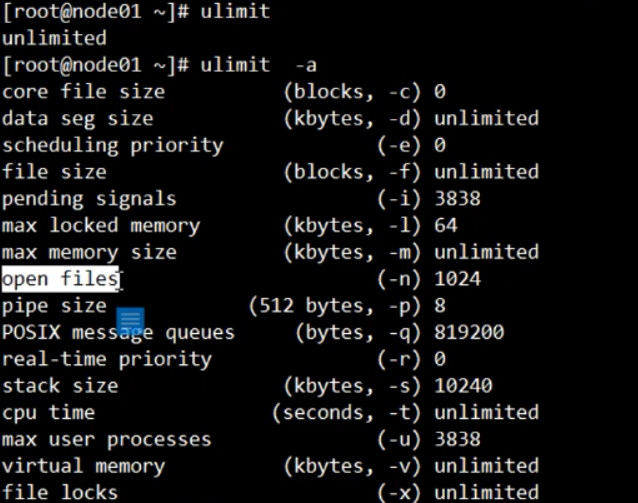 [root@node01 ~]# ulimit
unlimited
[root@node01 ~]# ulimit  -a
core file size          (blocks, -c) 0
data seg size           (kbytes, -d) unlimited
scheduling priority             (-e) 0
file size               (blocks, -f) unlimited
pending signals                 (-i) 3838
max locked memory       (kbytes, -l) 64
max memory size         (kbytes, -m) unlimited
open files                      (-n) 1024
pipe size            (512 bytes, -p) 8
POSIX message queues     (bytes, -q) 819200
real-time priority              (-r) 0
stack size              (kbytes, -s) 10240
cpu time               (seconds, -t) unlimited
max user processes              (-u) 3838
virtual memory          (kbytes, -v) unlimited
file locks                      (-x) unlimited